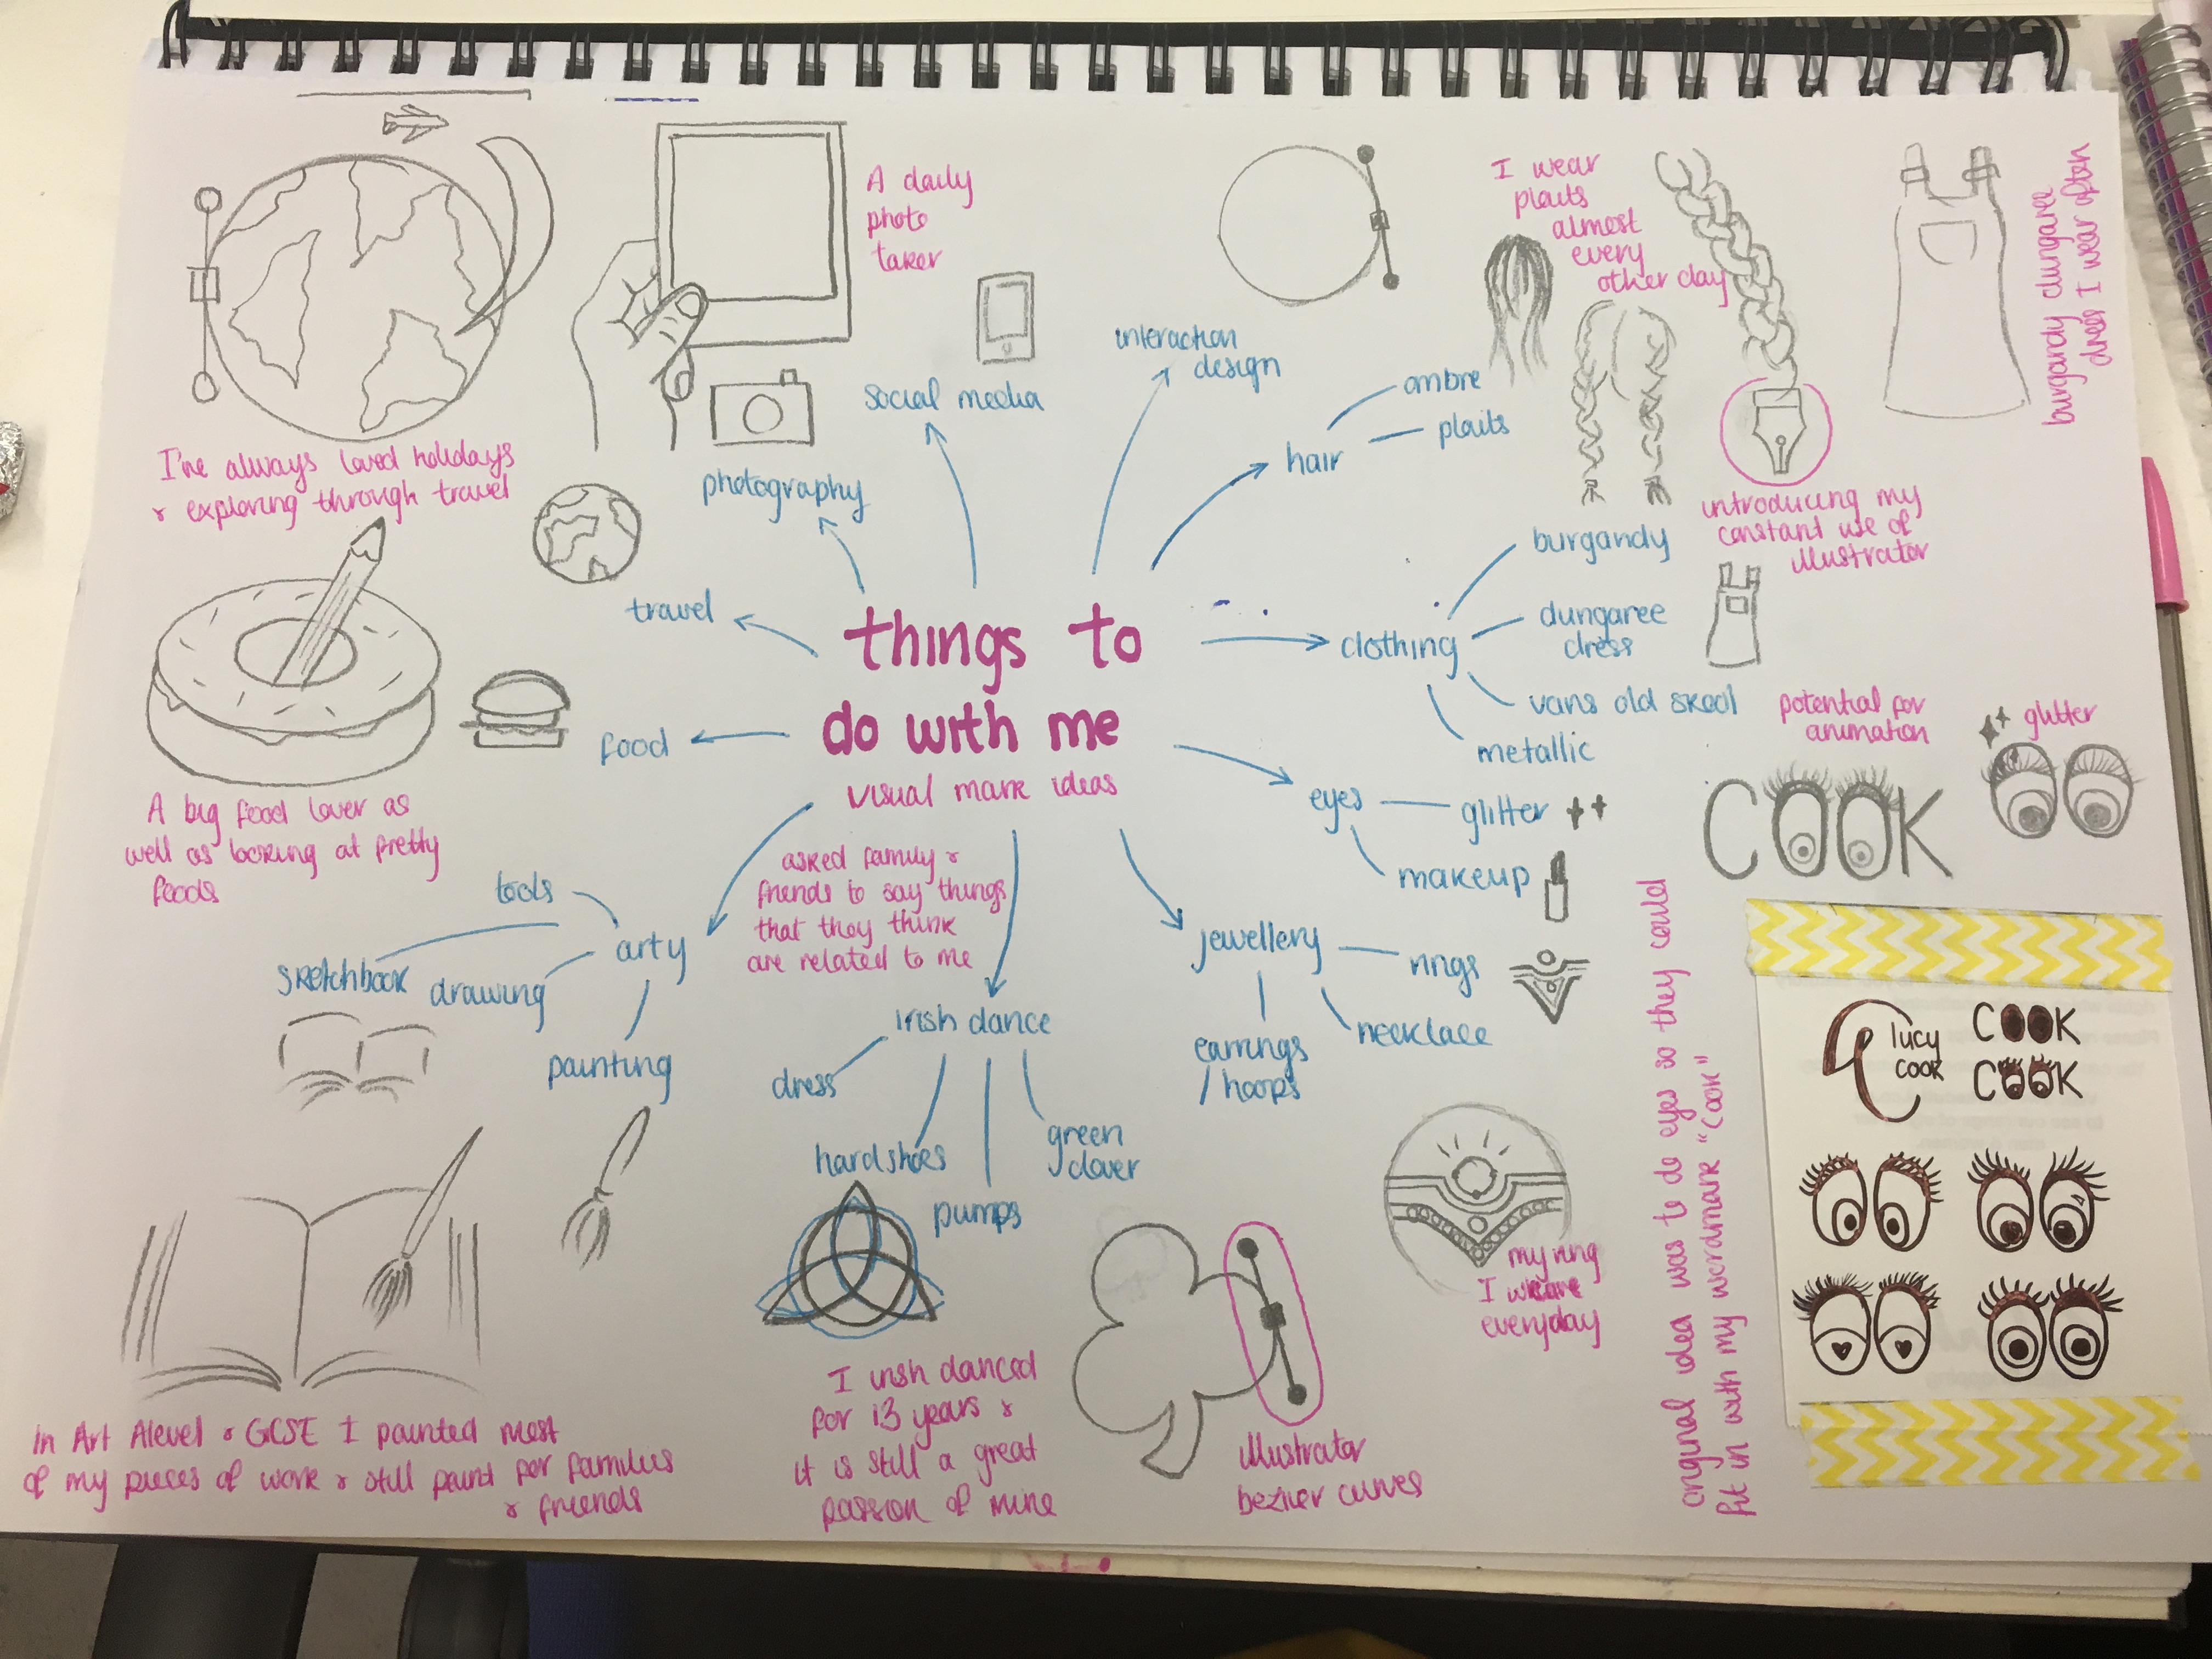 things to
do with me
visual mark ideas
asked family &
friends to say things
that they think
are related to me
I've always loved holidays
& exploring through travel
A daily
photo
taker
photography
social media
interaction
design
hair
ombre
plaits
I wear
plaits
almost
every
other day
introducing my
constant use of
illustrator
burgandy dungaree
dress I wear often
travel
food
A big food lover as
well as looking at pretty
foods
clothing
burgandy
dungaree
dress
vans old skool
metallic
eyes
glitter
makeup
potential for
animation
glitter
COOK
jewellery
rings
necklace
earrings
/ hoops
my ring
I wear
everyday
original idea was to do eyes so they could
fit in with my wordmark "COOK"
lucy
cook
COOK
COOK
arty
tools
sketchbook
drawing
painting
In Art Alevel & GCSE I painted most
of my pieces of work & still paint for families
& friends
irish dance
dress
hardshoes
pumps
green
clover
I irish danced
for 13 years &
it is still a great
passion of mine
illustrator
bezier curves